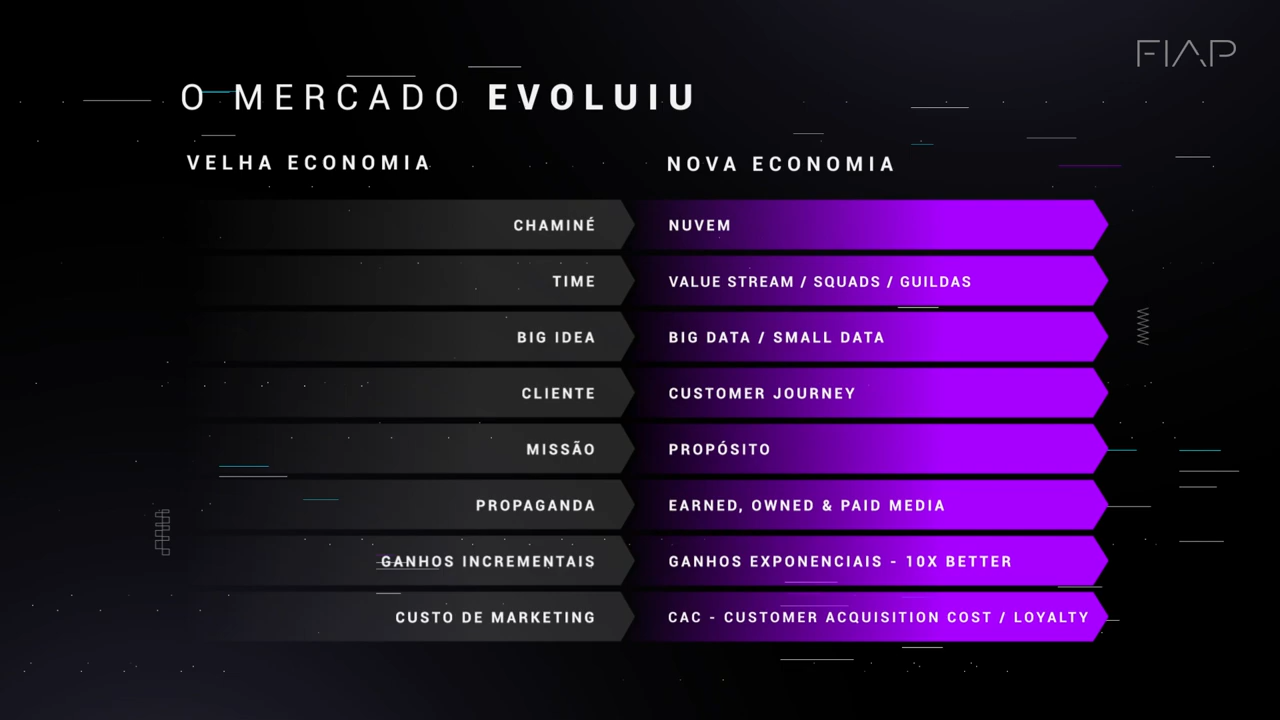 FIAP
O MERCADO EVOLUIU
VELHA ECONOMIA NOVA ECONOMIA
CHAMINÉ NUVEM
TIME VALUE STREAM / SQUADS / GUILDAS
BIG IDEA BIG DATA / SMALL DATA
CLIENTE CUSTOMER JOURNEY
MISSÃO PROPÓSITO
PROPAGANDA EARNED, OWNED & PAID MEDIA
GANHOS INCREMENTAIS GANHOS EXPONENCIAIS - 10X BETTER
CUSTO DE MARKETING CAC - CUSTOMER ACQUISITION COST / LOYALTY